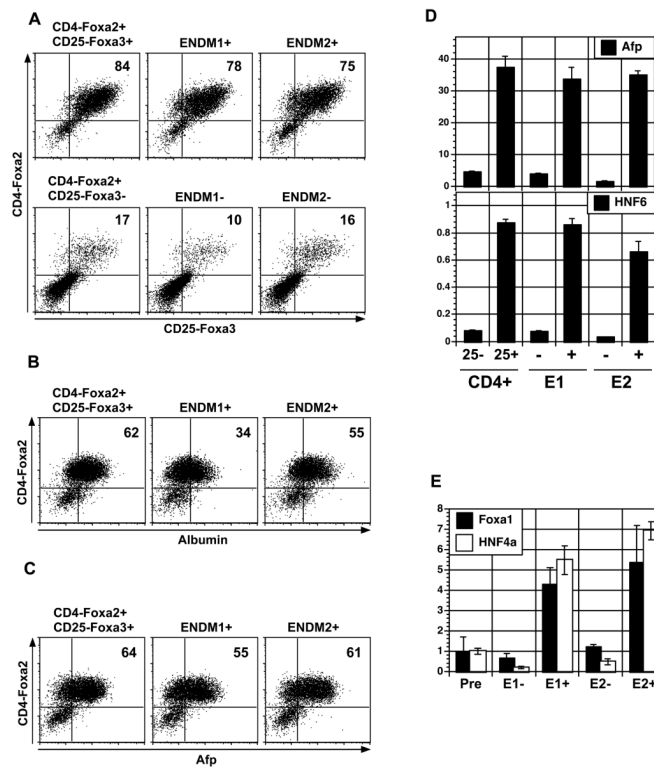 A
CD4-Foxa2+
CD25-Foxa3+
ENDM1+
ENDM2+
84
78
75
CD4-Foxa2+
CD25-Foxa3-
ENDM1-
ENDM2-
17
10
16
CD4-Foxa2
CD25-Foxa3
B
CD4-Foxa2+
CD25-Foxa3+
ENDM1+
ENDM2+
62
34
55
CD4-Foxa2
Albumin
C
CD4-Foxa2+
CD25-Foxa3+
ENDM1+
ENDM2+
64
55
61
CD4-Foxa2
Afp
D
Afp
40
30
20
10
0
HNF6
1
0.8
0.6
0.4
0.2
0
25- 25+ - + - +
CD4+ E1 E2
E
Foxa1
HNF4a
8
7
6
5
4
3
2
1
0
Pre E1- E1+ E2- E2+